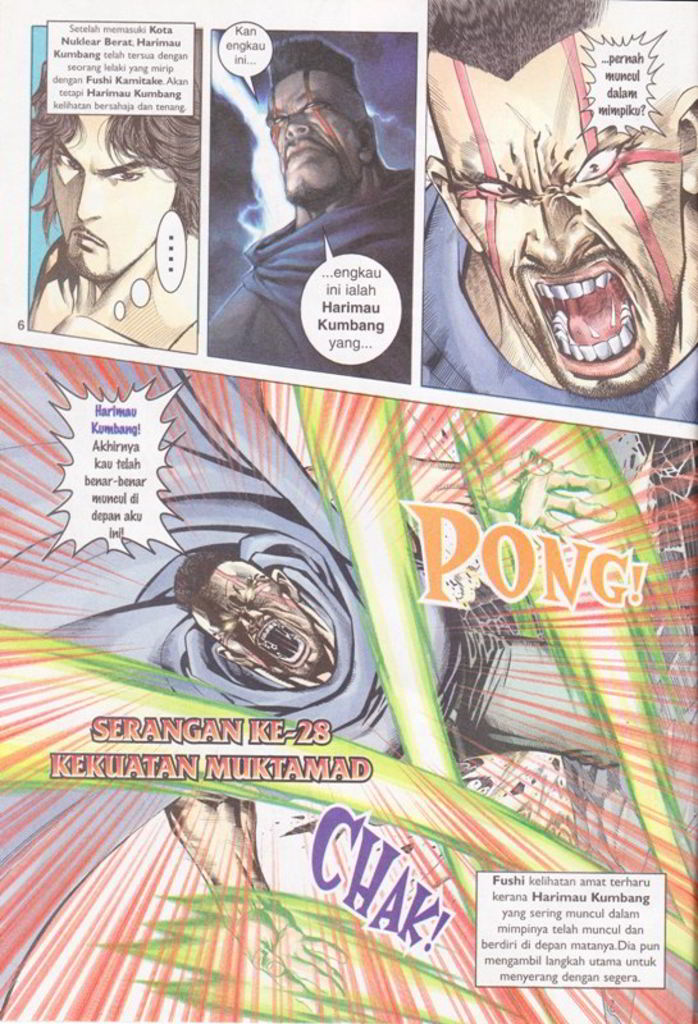 Setelah memasuki Kota
Nuklear Berat, Harimau
Kumbang telah tersua dengan
seorang lelaki yang mirip
dengan Fushi Kamitake. Akan
tetapi Harimau Kumbang
kelihatan bersahaja dan tenang.
....
Kan
engkau
ini...
...engkau
ini ialah
Harimau
Kumbang
yang...
...pernah
muncul
dalam
mimpiku?
6
Harimau
Kumbang!
Akhirnya
kau telah
benar-benar
muncul di
depan aku
ini!
PONG!
SERANGAN KE-28
KEKUATAN MUKTAMAD
CHAK!
Fushi kelihatan amat terharu
kerana Harimau Kumbang
yang sering muncul dalam
mimpinya telah muncul dan
berdiri di depan matanya.Dia pun
mengambil langkah utama untuk
menyerang dengan segera.